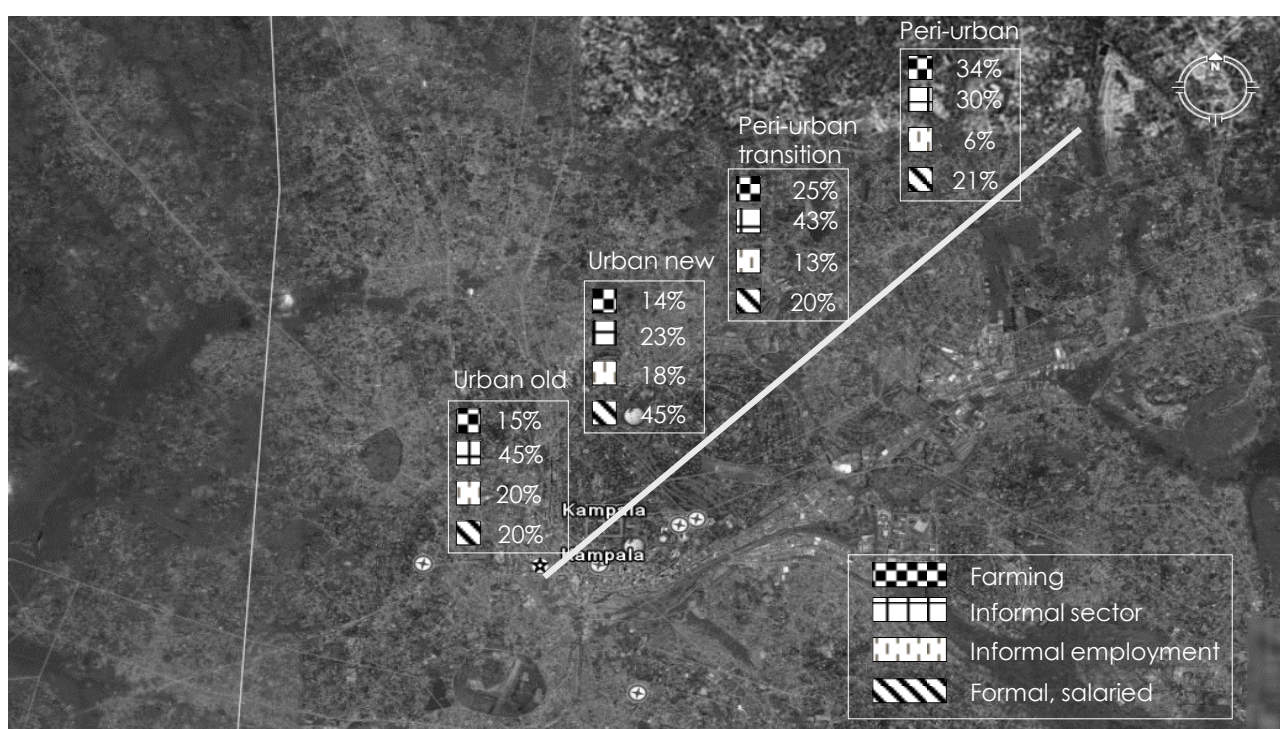 Peri-urban
34%
30%
6%
21%
N
Peri-urban
transition
25%
43%
13%
20%
Urban new
14%
23%
18%
45%
Urban old
15%
45%
20%
20%
Kampala
Kampala
Farming
Informal sector
Informal employment
Formal, salaried